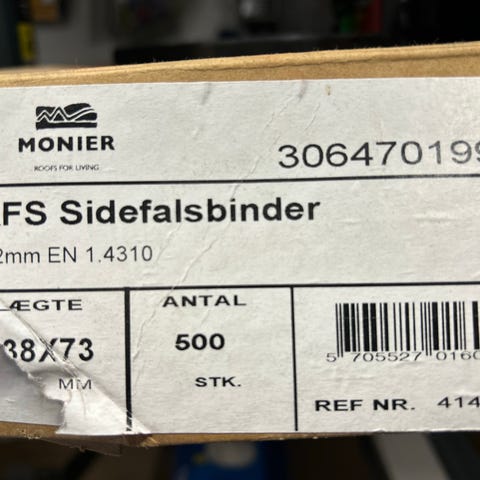 MONIER
ROOFS FOR LIVING
306470199
FS Sidefalsbinder
2mm EN 1.4310
ÆGTE
38X73
MM
ANTAL
500
STK.
5 705527 0160
REF NR. 414